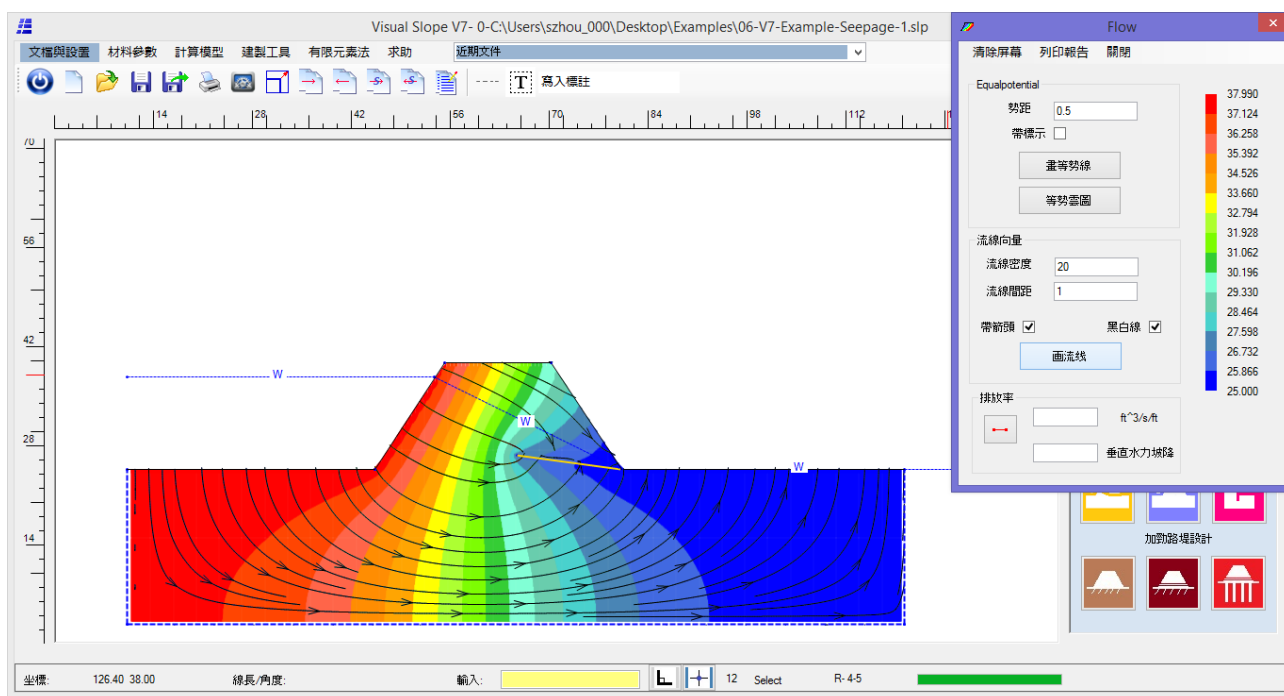 Visual Slope V7- 0-C:\Users\szhou_000\Desktop\Examples\06-V7-Example-Seepage-1.slp
文檔與設置 材料參數 計算模型 建製工具 有限元素法 求助 近期文件
T 寫入標註
14 28 42 56 70 84 98 112
70
56
42
28
14
W
W
W
Flow
清除屏幕 列印報告 關閉
Equalpotential
勢距 0.5
帶標示
畫等勢線
等勢雲圖
流線向量
流線密度 20
流線間距 1
帶箭頭 黑白線
画流线
排放率
ft^3/s/ft
垂直水力坡降
37.990
37.124
36.258
35.392
34.526
33.660
32.794
31.928
31.062
30.196
29.330
28.464
27.598
26.732
25.866
25.000
加勁路堤設計
坐標: 126.40 38.00 線長/角度: 輸入: 12 Select R- 4-5